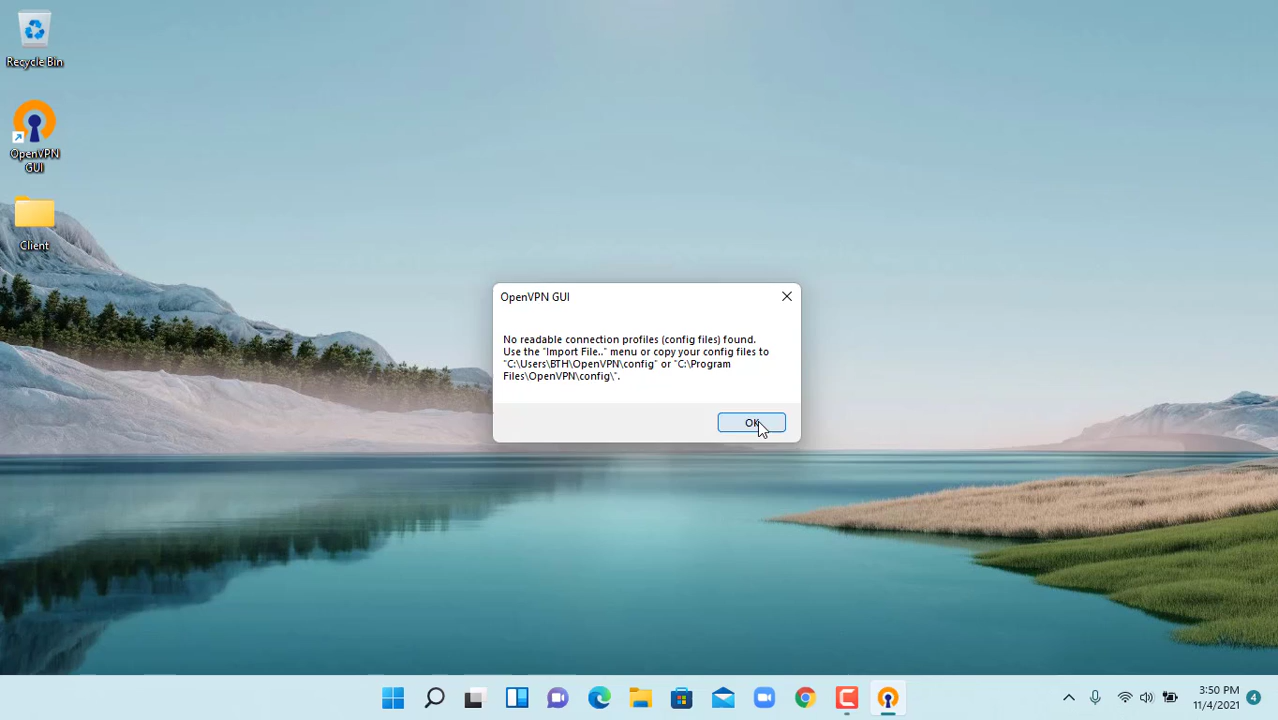 Recycle Bin
OpenVPN
GUI
Client
OpenVPN GUI
No readable connection profiles (config files) found.
Use the "Import File.." menu or copy your config files to
"C:\Users\BTH\OpenVPN\config" or "C:\Program
Files\OpenVPN\config\".
OK
3:50 PM
11/4/2021
4